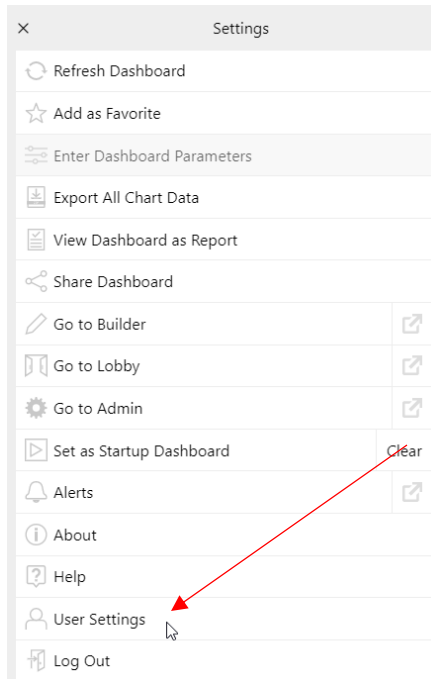 Settings
Refresh Dashboard
Add as Favorite
Enter Dashboard Parameters
Export All Chart Data
View Dashboard as Report
Share Dashboard
Go to Builder
Go to Lobby
Go to Admin
Set as Startup Dashboard Clear
Alerts
About
Help
User Settings
Log Out